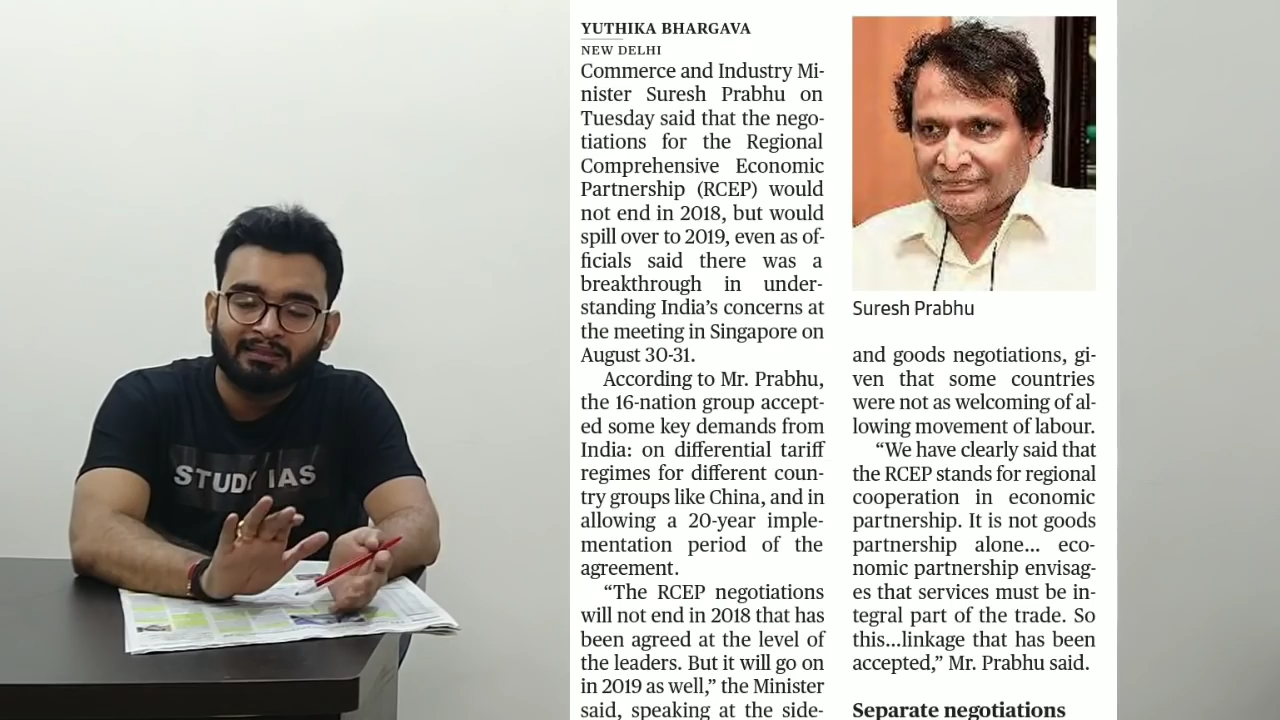 STUDY IAS
YUTHIKA BHARGAVA
NEW DELHI
Commerce and Industry Mi-
nister Suresh Prabhu on
Tuesday said that the nego-
tiations for the Regional
Comprehensive Economic
Partnership (RCEP) would
not end in 2018, but would
spill over to 2019, even as of-
ficials said there was a
breakthrough in under-
standing India’s concerns at
the meeting in Singapore on
August 30-31.
According to Mr. Prabhu,
the 16-nation group accept-
ed some key demands from
India: on differential tariff
regimes for different coun-
try groups like China, and in
allowing a 20-year imple-
mentation period of the
agreement.
“The RCEP negotiations
will not end in 2018 that has
been agreed at the level of
the leaders. But it will go on
in 2019 as well,” the Minister
said, speaking at the side-
Suresh Prabhu
and goods negotiations, gi-
ven that some countries
were not as welcoming of al-
lowing movement of labour.
“We have clearly said that
the RCEP stands for regional
cooperation in economic
partnership. It is not goods
partnership alone... eco-
nomic partnership envisag-
es that services must be in-
tegral part of the trade. So
this...linkage that has been
accepted,” Mr. Prabhu said.
Separate negotiations